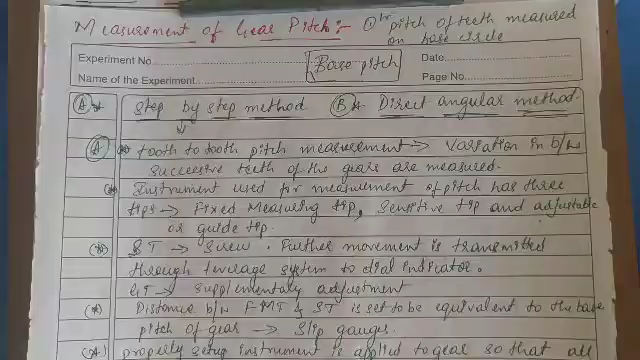 Measurement of Gear Pitch:- pitch of teeth measured
on base circle
Experiment No. Base pitch Date
Name of the Experiment Page No.
(A) Step by step method (B) Direct angular method
(A) tooth to tooth pitch measurement → Variation in b/w
successive teeth of the gears are measured.
Instrument used for measurement of pitch has three
tips → Fixed Measuring tip, Sensitive tip and adjustable
or guide tip.
ST → Screw. Further movement is transmitted
through leverage system to dial indicator.
GT → Supplementary adjustment
Distance b/n FMT & ST is set to be equivalent to the base
pitch of gear → Slip gauges.
properly setup instrument is applied to gear so that all